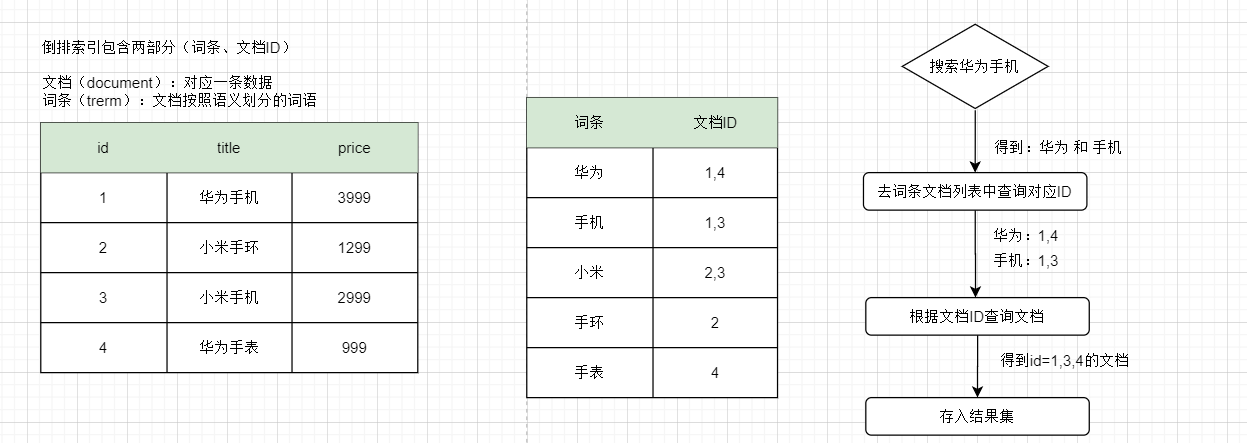 倒排索引包含两部分（词条、文档ID）
文档（document）：对应一条数据
词条（trerm）：文档按照语义划分的词语
id title price
1 华为手机 3999
2 小米手环 1299
3 小米手机 2999
4 华为手表 999
词条 文档ID
华为 1,4
手机 1,3
小米 2,3
手环 2
手表 4
搜索华为手机
得到：华为 和 手机
去词条文档列表中查询对应ID
华为：1,4
手机：1,3
根据文档ID查询文档
得到id=1,3,4的文档
存入结果集